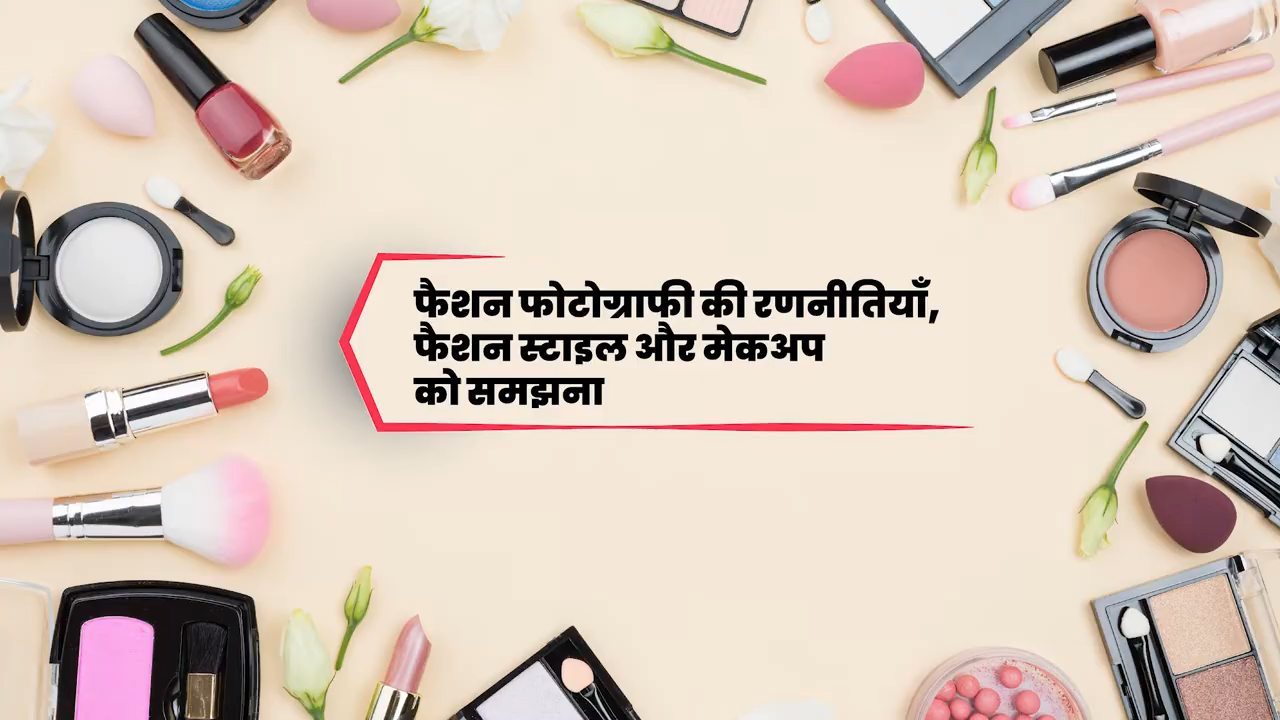 फैशन फोटोग्राफी की रणनीतियाँ,
फैशन स्टाइल और मेकअप
को समझना